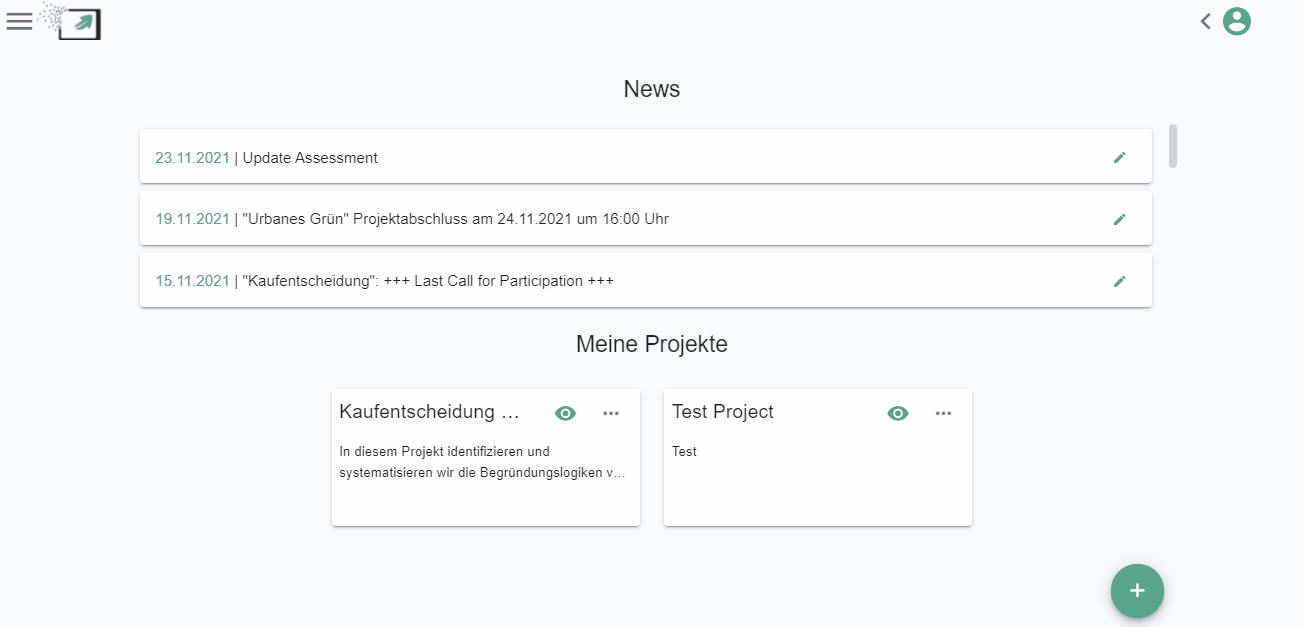 News
23.11.2021 | Update Assessment
19.11.2021 | "Urbanes Grün" Projektabschluss am 24.11.2021 um 16:00 Uhr
15.11.2021 | "Kaufentscheidung": +++ Last Call for Participation +++
Meine Projekte
Kaufentscheidung ...
In diesem Projekt identifizieren und
systematisieren wir die Begründungslogiken v...
Test Project
Test